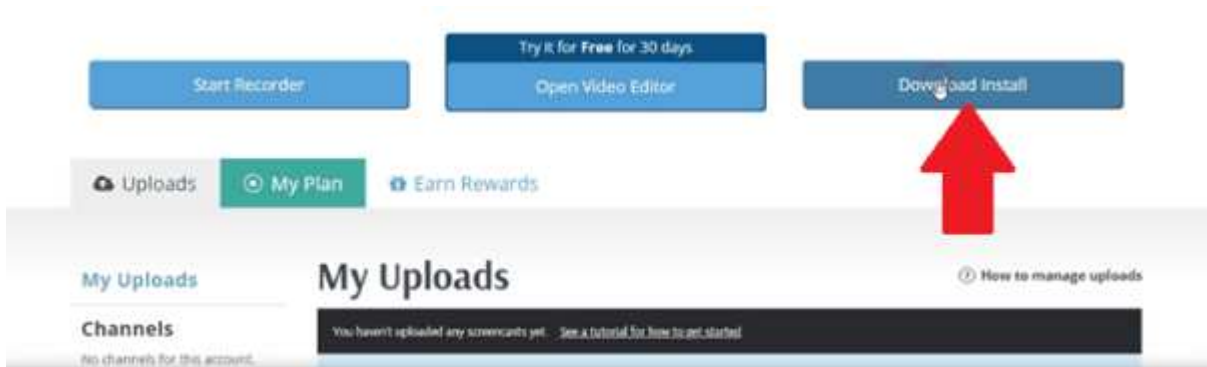 Try it for Free for 30 days
Start Recorder
Open Video Editor
Download Install
Uploads
My Plan
Earn Rewards
My Uploads
My Uploads
How to manage uploads
Channels
You haven't uploaded any screencasts yet. See a tutorial for how to get started
No channels for this account.